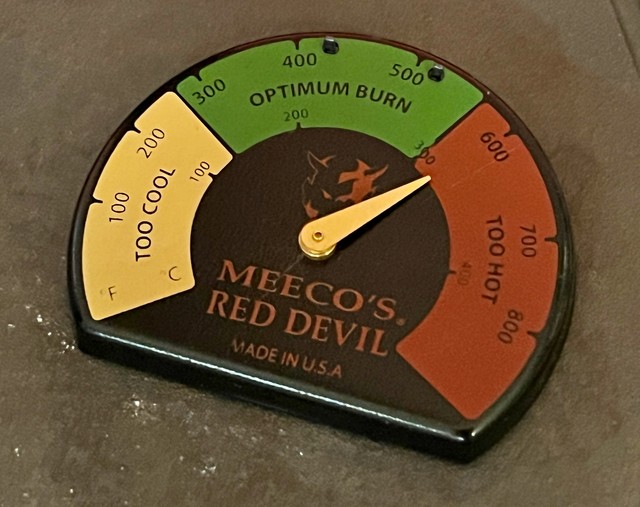 100
200
300
400
500
600
700
800
TOO COOL
OPTIMUM BURN
TOO HOT
°F
°C
100
200
300
400
MEECO'S®
RED DEVIL
MADE IN U.S.A